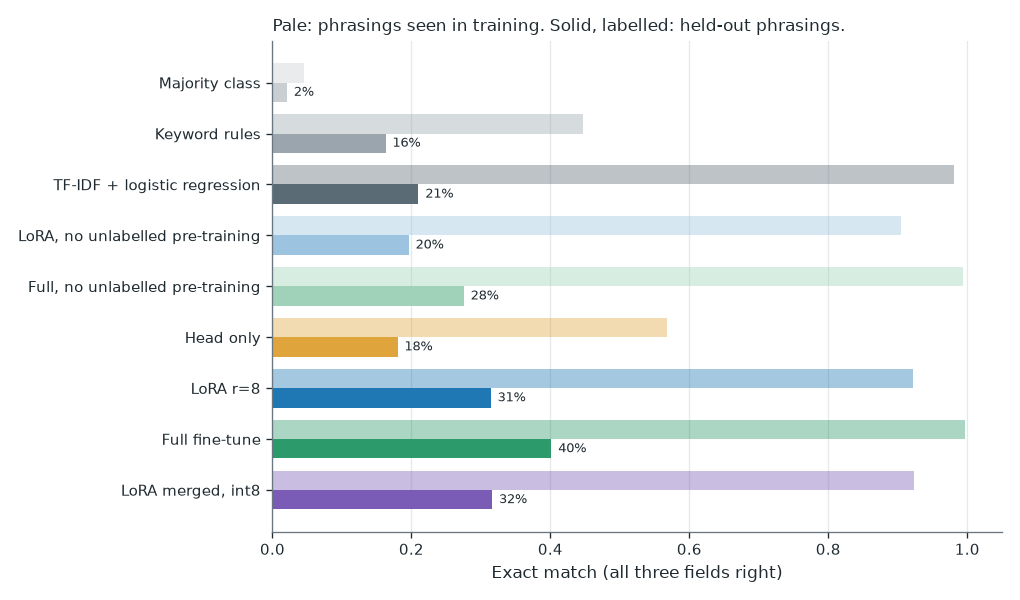 Pale: phrasings seen in training. Solid, labelled: held-out phrasings.
Majority class
2%
Keyword rules
16%
TF-IDF + logistic regression
21%
LoRA, no unlabelled pre-training
20%
Full, no unlabelled pre-training
28%
Head only
18%
LoRA r=8
31%
Full fine-tune
40%
LoRA merged, int8
32%
0.0 0.2 0.4 0.6 0.8 1.0
Exact match (all three fields right)